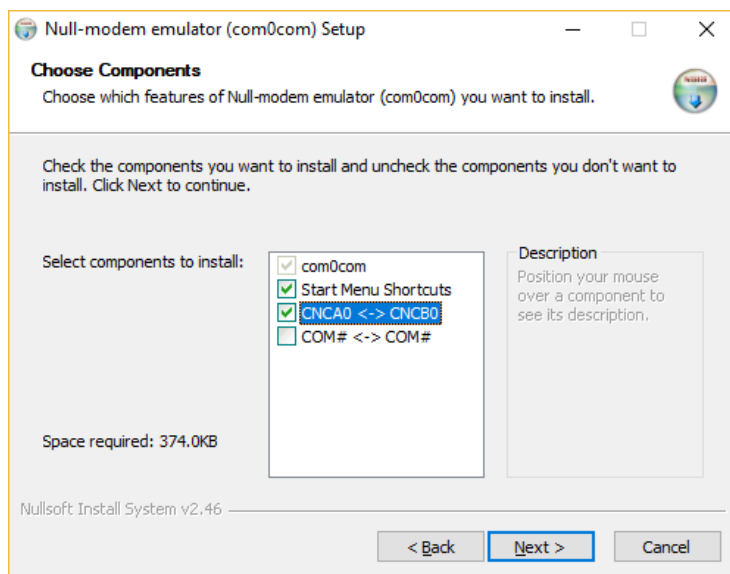 Null-modem emulator (com0com) Setup
Choose Components
Choose which features of Null-modem emulator (com0com) you want to install.
Check the components you want to install and uncheck the components you don't want to
install. Click Next to continue.
Select components to install:
com0com
Start Menu Shortcuts
CNCA0 <-> CNCB0
COM# <-> COM#
Description
Position your mouse
over a component to
see its description.
Space required: 374.0KB
Nullsoft Install System v2.46
< Back
Next >
Cancel